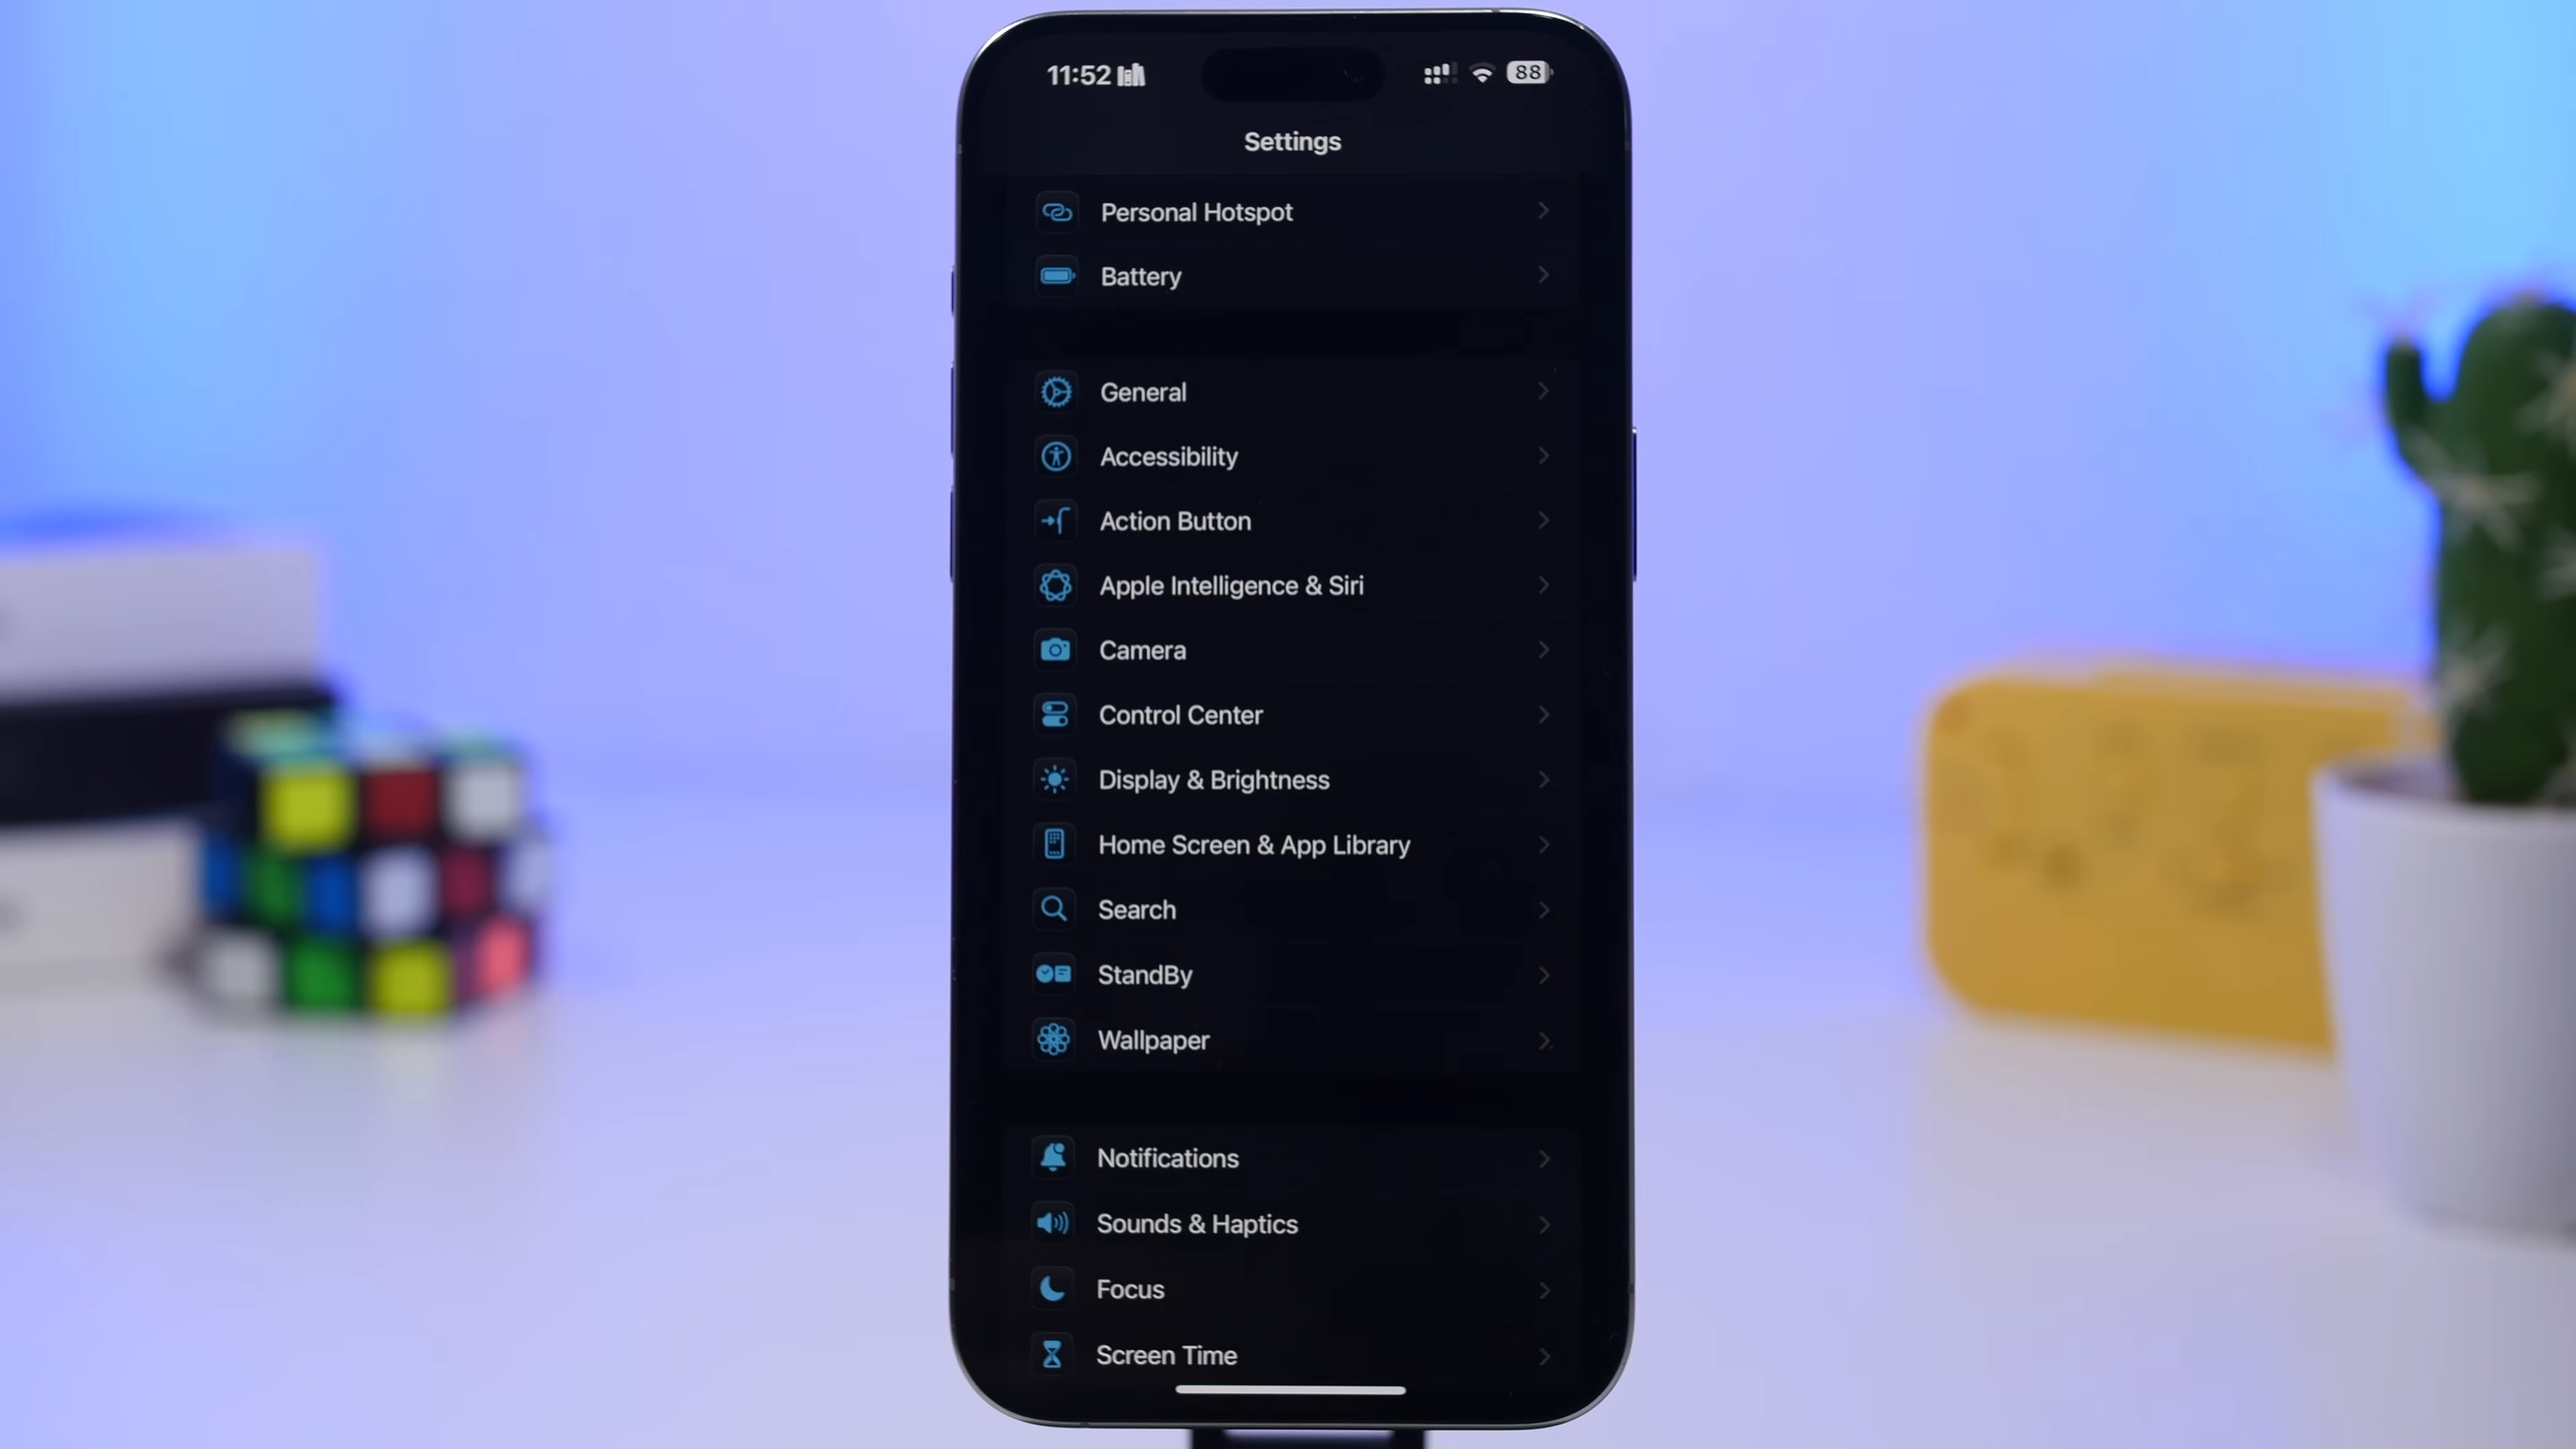 11:52
88
Settings
Personal Hotspot
Battery
General
Accessibility
Action Button
Apple Intelligence & Siri
Camera
Control Center
Display & Brightness
Home Screen & App Library
Search
StandBy
Wallpaper
Notifications
Sounds & Haptics
Focus
Screen Time